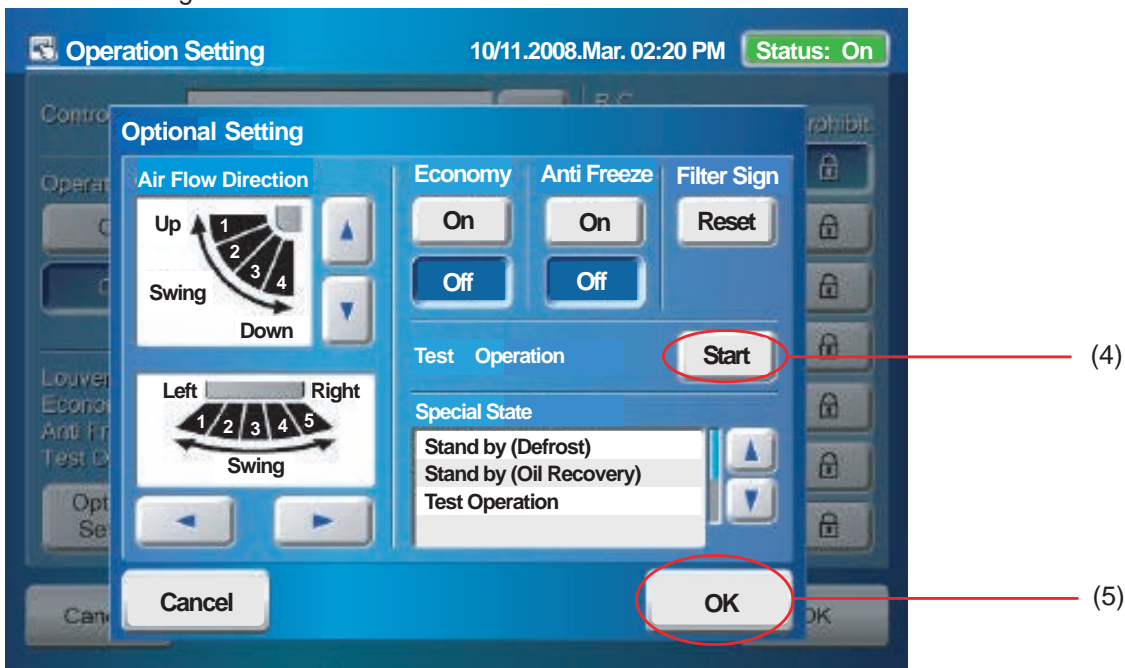 Operation Setting 10/11.2008.Mar. 02:20 PM Status: On
Optional Setting
Air Flow Direction
Up
1
2
3
4
Swing
Down
Left Right
1 2 3 4 5
Swing
Economy Anti Freeze Filter Sign
On On Reset
Off Off
Test Operation Start (4)
Special State
Stand by (Defrost)
Stand by (Oil Recovery)
Test Operation
Cancel OK (5)